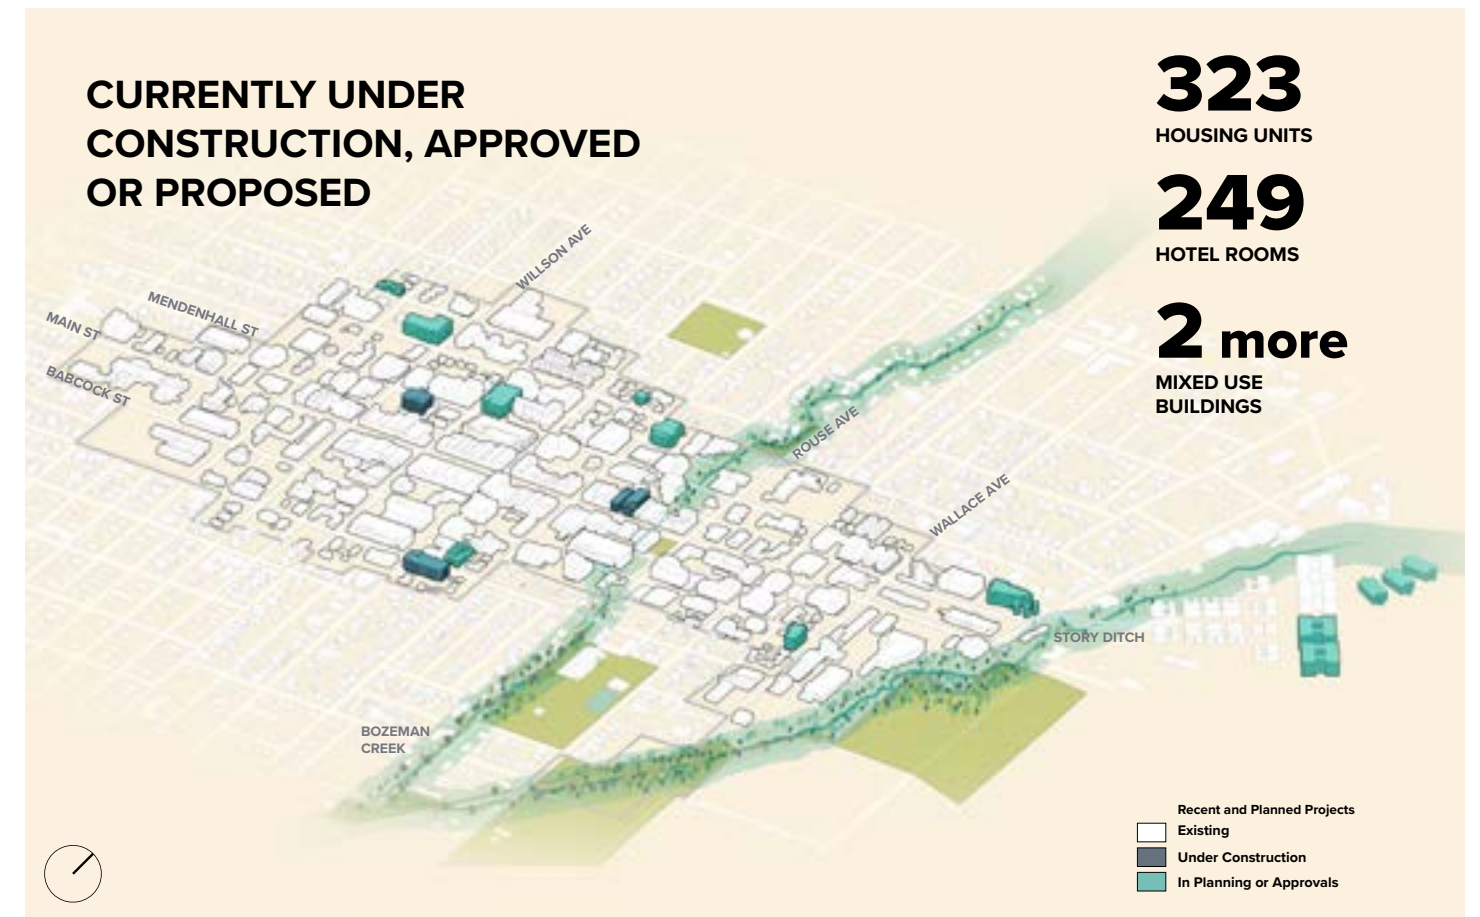 CURRENTLY UNDER
CONSTRUCTION, APPROVED
OR PROPOSED
323
HOUSING UNITS
249
HOTEL ROOMS
2 more
MIXED USE
BUILDINGS
WILLSON AVE
MENDENHALL ST
MAIN ST
BABCOCK ST
ROUSE AVE
WALLACE AVE
STORY DITCH
BOZEMAN
CREEK
Recent and Planned Projects
Existing
Under Construction
In Planning or Approvals